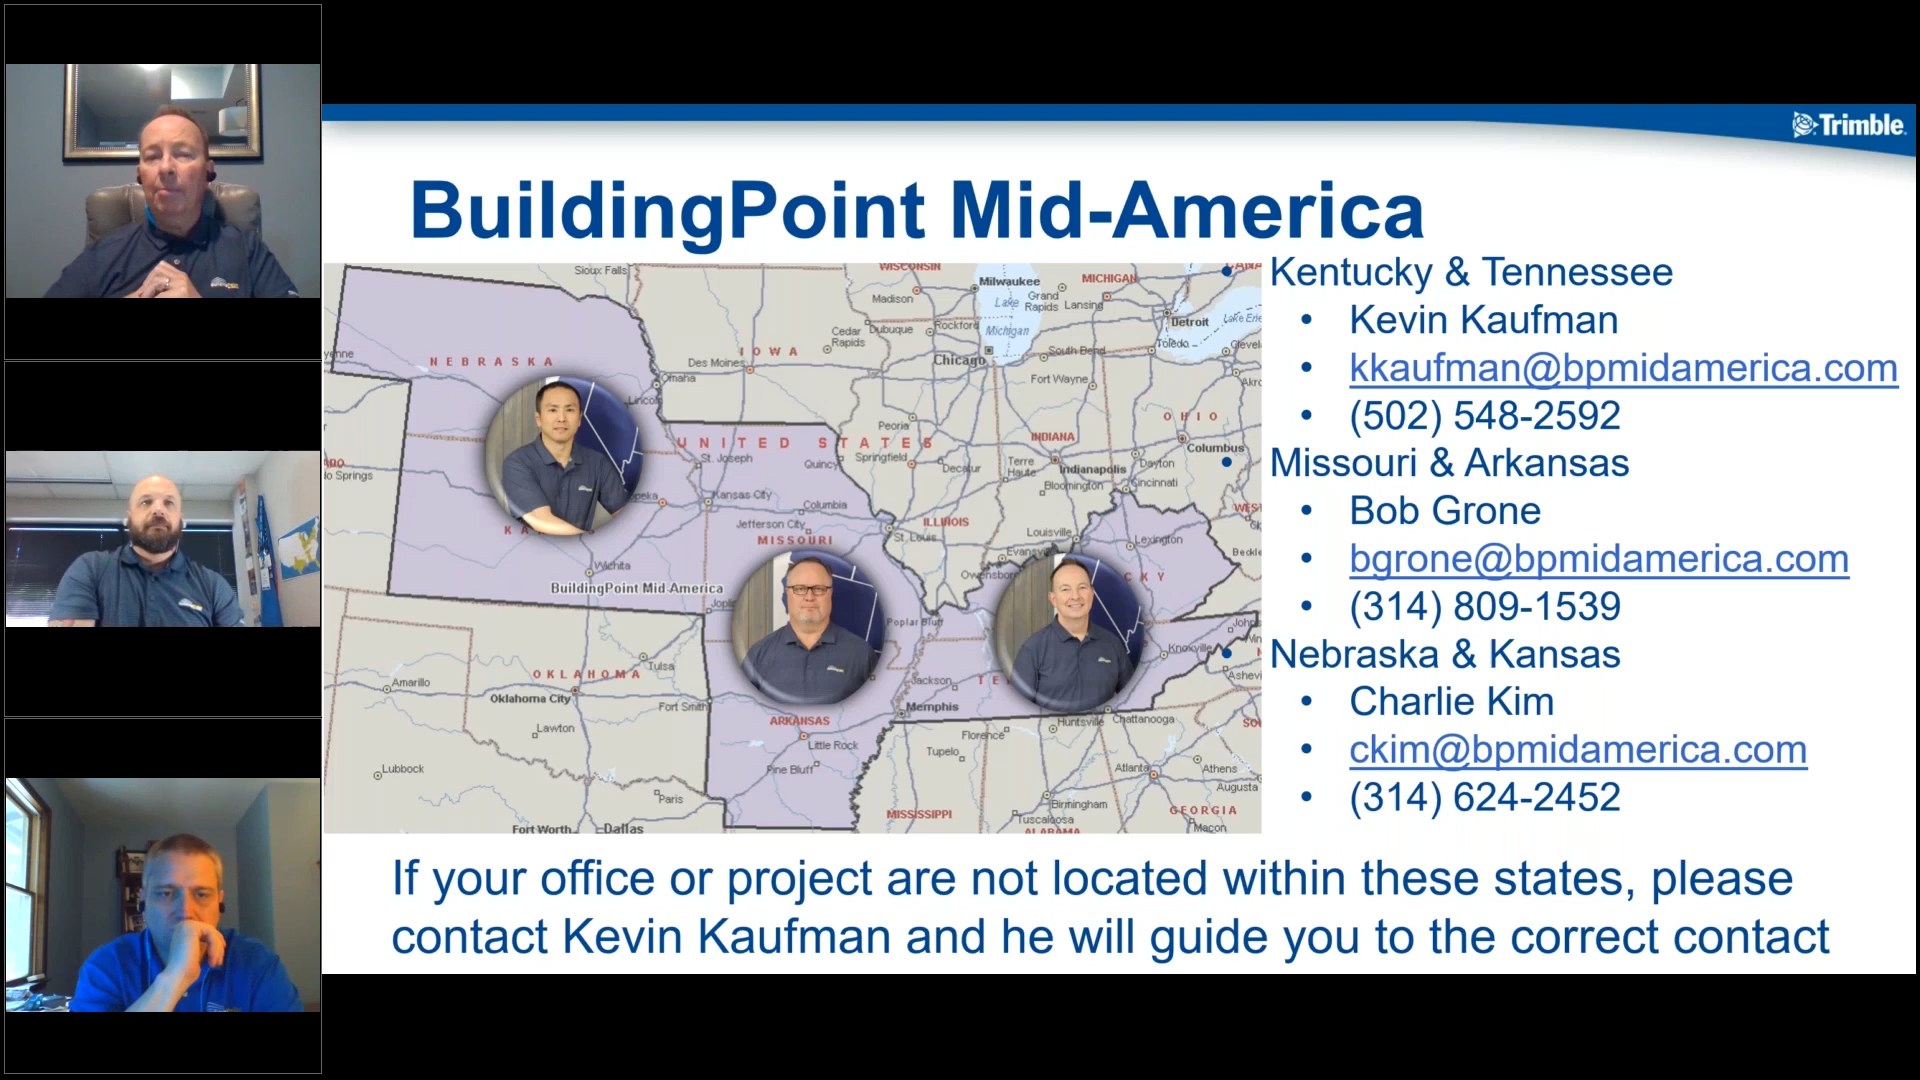 Trimble
BuildingPoint Mid-America
Kentucky & Tennessee
• Kevin Kaufman
• kkaufman@bpmidamerica.com
• (502) 548-2592
Missouri & Arkansas
• Bob Grone
• bgrone@bpmidamerica.com
• (314) 809-1539
Nebraska & Kansas
• Charlie Kim
• ckim@bpmidamerica.com
• (314) 624-2452
Sioux Falls
WISCONSIN
Madison
Milwaukee
Lake
Michigan
Grand
Rapids
MICHIGAN
Lansing
Detroit
NEBRASKA
Omaha
Lincoln
Des Moines
IOWA
Cedar
Rapids
Dubuque
Rockford
Chicago
South Bend
Toledo
Fort Wayne
OHIO
Columbus
UNITED STATES
Peoria
Springfield
Decatur
INDIANA
Terre
Haute
Indianapolis
Dayton
Bloomington
Cincinnati
St. Joseph
Quincy
Kansas City
Columbia
Jefferson City
MISSOURI
St. Louis
ILLINOIS
Louisville
Lexington
Evansville
Owensboro
Wichita
BuildingPoint Mid-America
Poplar Bluff
Knoxville
OKLAHOMA
Tulsa
Oklahoma City
Amarillo
Lawton
Fort Smith
ARKANSAS
Little Rock
Pine Bluff
Jackson
Memphis
Huntsville
Chattanooga
Florence
Tupelo
Atlanta
Athens
Augusta
Lubbock
Paris
Fort Worth
Dallas
MISSISSIPPI
Birmingham
Tuscaloosa
ALABAMA
GEORGIA
Macon
If your office or project are not located within these states, please
contact Kevin Kaufman and he will guide you to the correct contact